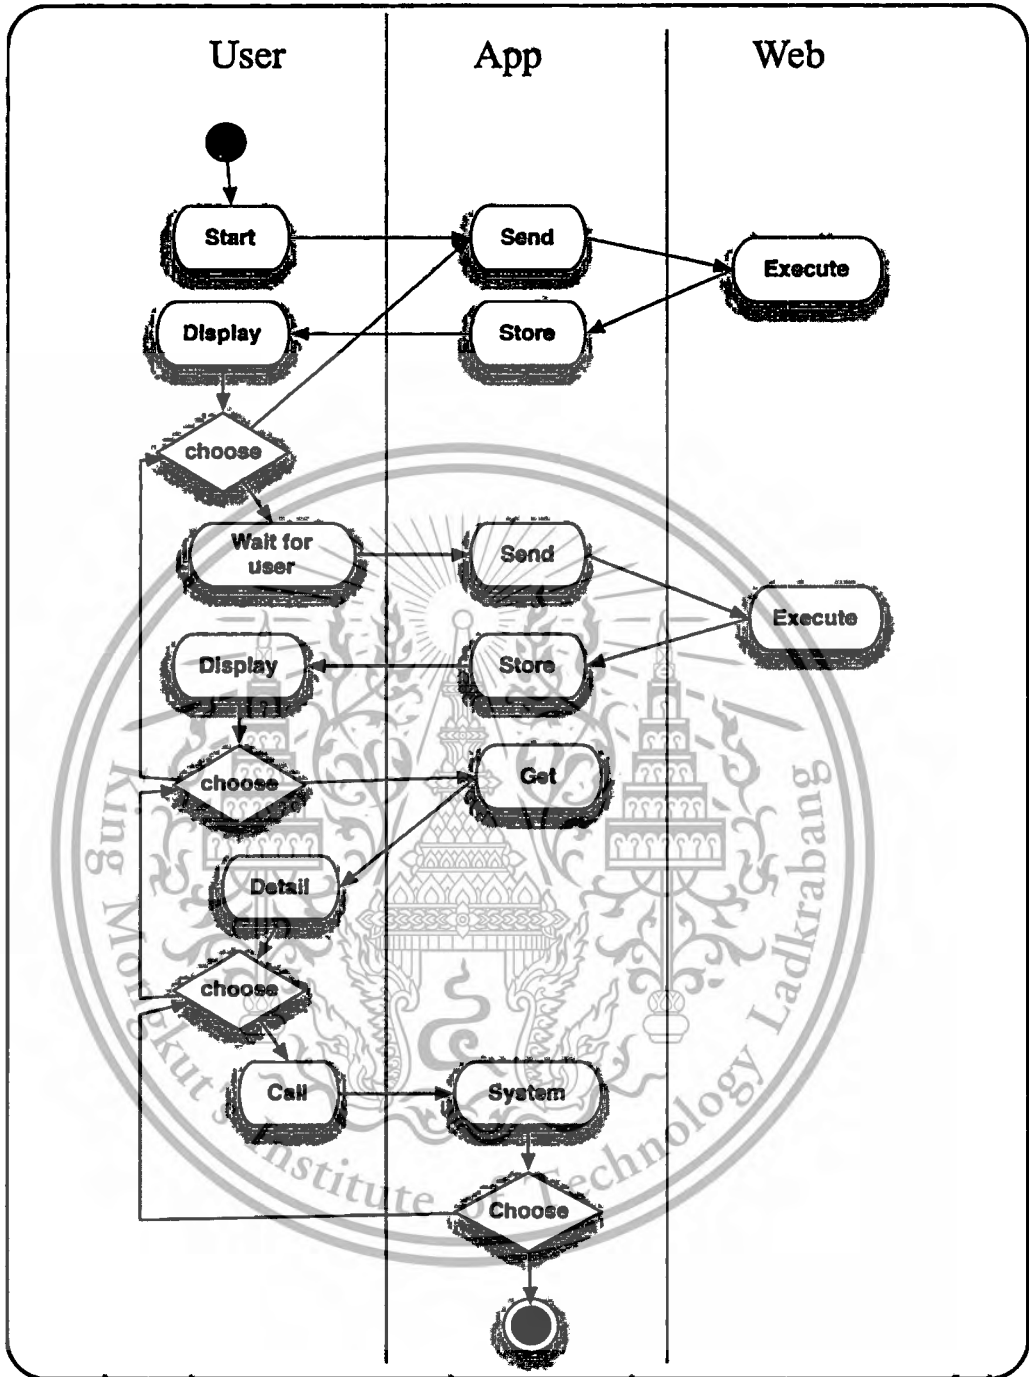 User App Web
Start Send Execute
Display Store
choose
Wait for
user
Send
Execute
Display Store
choose Get
Detail
choose
Call System
Choose
King Mongkut's Institute of Technology Ladkrabang